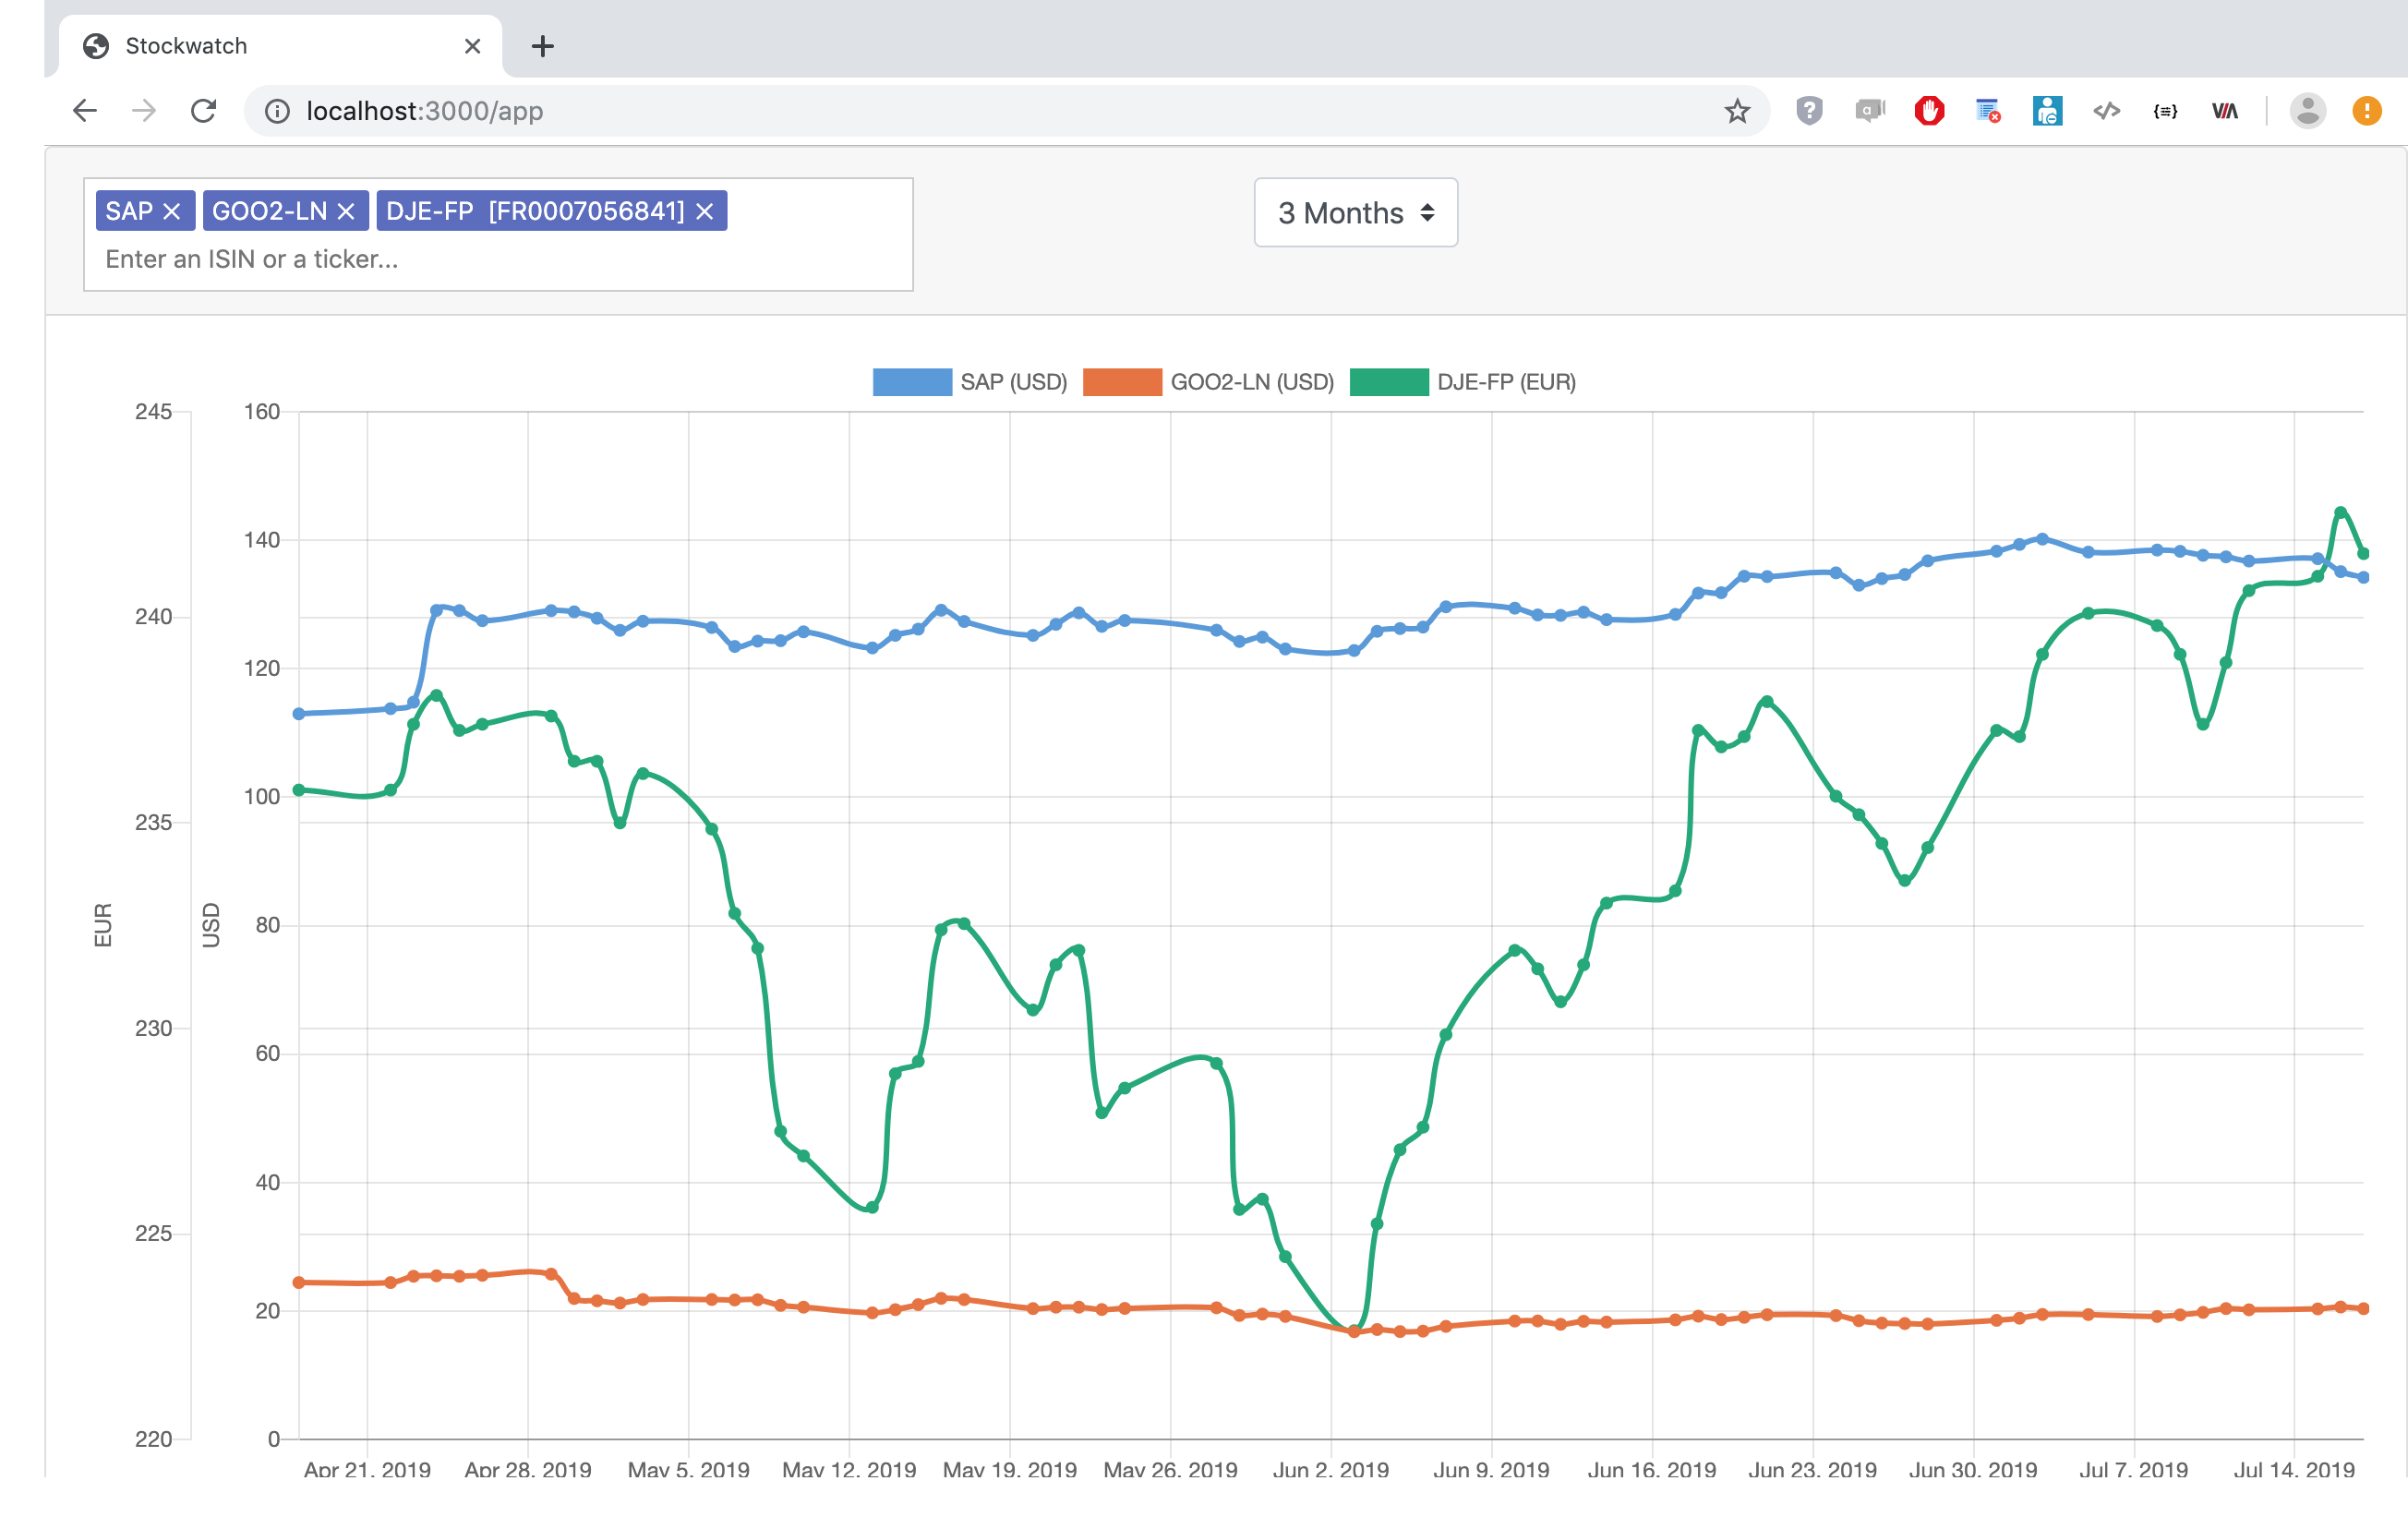 Stockwatch
localhost:3000/app
SAP GOO2-LN DJE-FP [FR0007056841]
Enter an ISIN or a ticker...
3 Months
SAP (USD) GOO2-LN (USD) DJE-FP (EUR)
EUR
245
240
235
230
225
220
USD
160
140
120
100
80
60
40
20
0
Apr 21, 2019 Apr 28, 2019 May 5, 2019 May 12, 2019 May 19, 2019 May 26, 2019 Jun 2, 2019 Jun 9, 2019 Jun 16, 2019 Jun 23, 2019 Jun 30, 2019 Jul 7, 2019 Jul 14, 2019